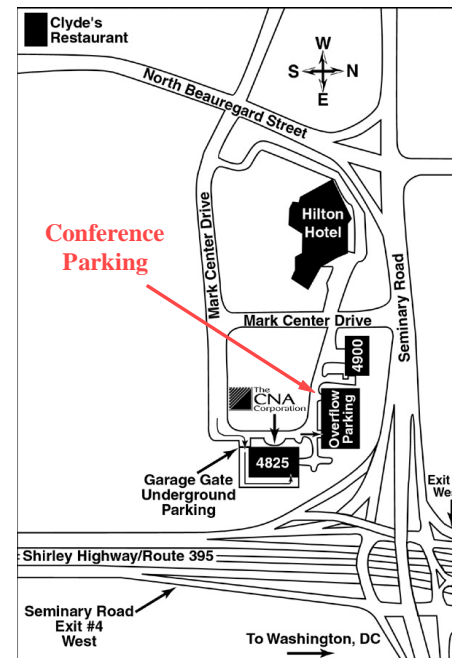 Clyde's
Restaurant
W
S N
E
North Beauregard Street
Hilton
Hotel
Conference
Parking
Mark Center Drive
Seminary Road
Mark Center Drive
4900
The
CNA
Corporation
Overflow
Parking
4825
Garage Gate
Underground
Parking
Exit
We
Shirley Highway/Route 395
Seminary Road
Exit #4
West
To Washington, DC